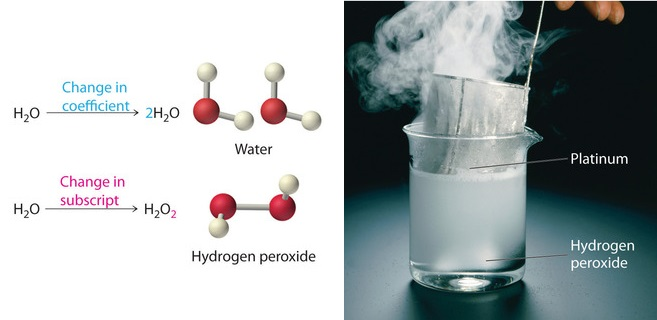 Change in
coefficient
H₂O
2H₂O
Water
Change in
subscript
H₂O
H₂O₂
Hydrogen peroxide
Platinum
Hydrogen
peroxide